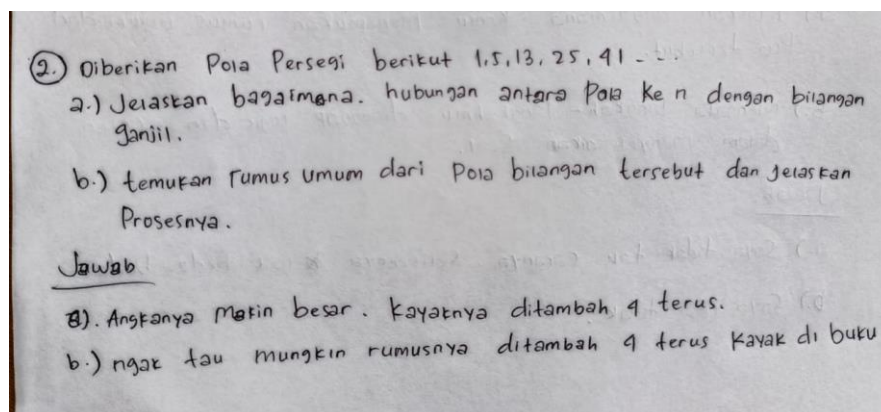 2.) Diberikan Pola Persegi berikut 1,5,13,25,41 - - .
a.) Jelaskan bagaimana. hubungan antara Pola Ke n dengan bilangan
ganjil.
b.) temukan rumus umum dari Pola bilangan tersebut dan jelaskan
Prosesnya.
Jawab
a). Angkanya makin besar. Kayaknya ditambah 4 terus.
b.) ngak tau mungkin rumusnya ditambah 4 terus kayak di buku